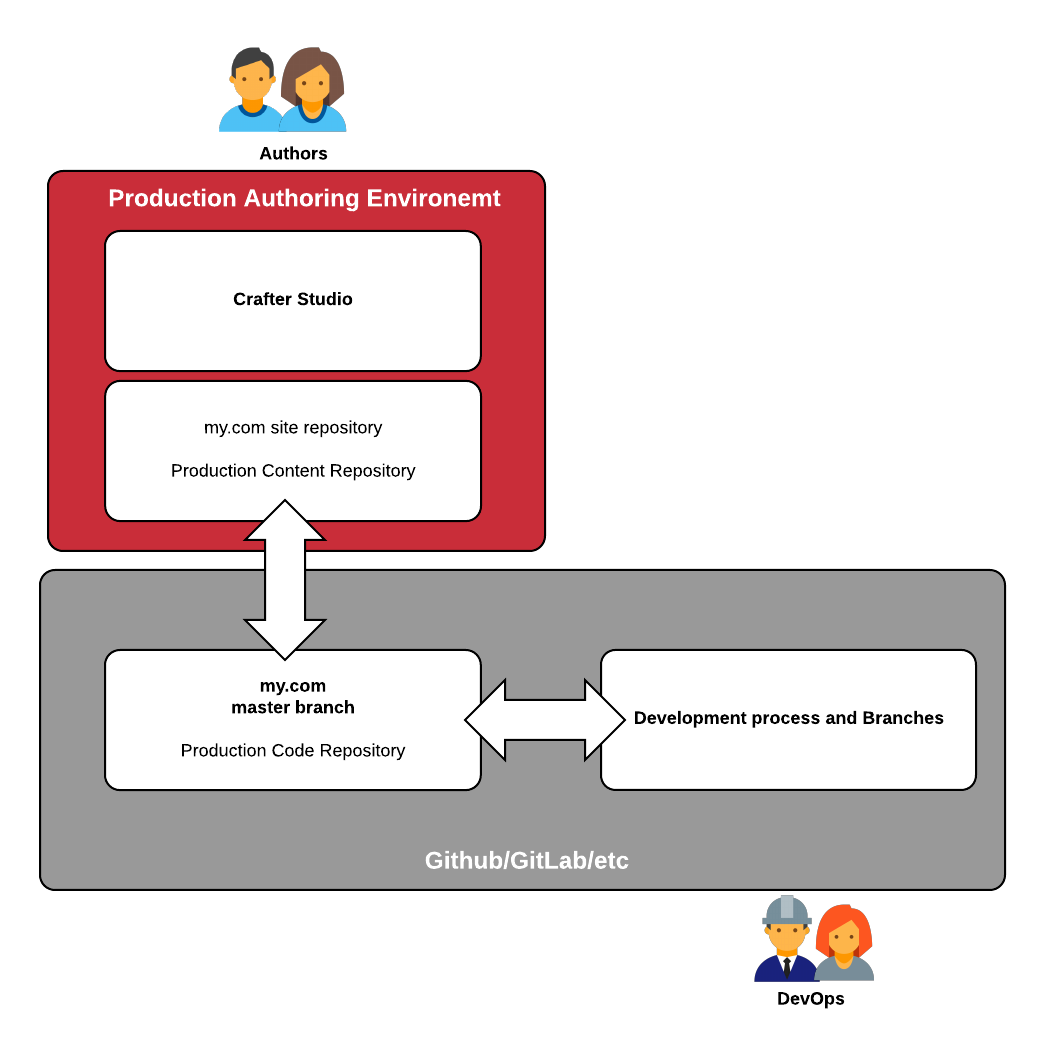 Authors
Production Authoring Environemt
Crafter Studio
my.com site repository
Production Content Repository
my.com
master branch
Production Code Repository
Development process and Branches
Github/GitLab/etc
DevOps